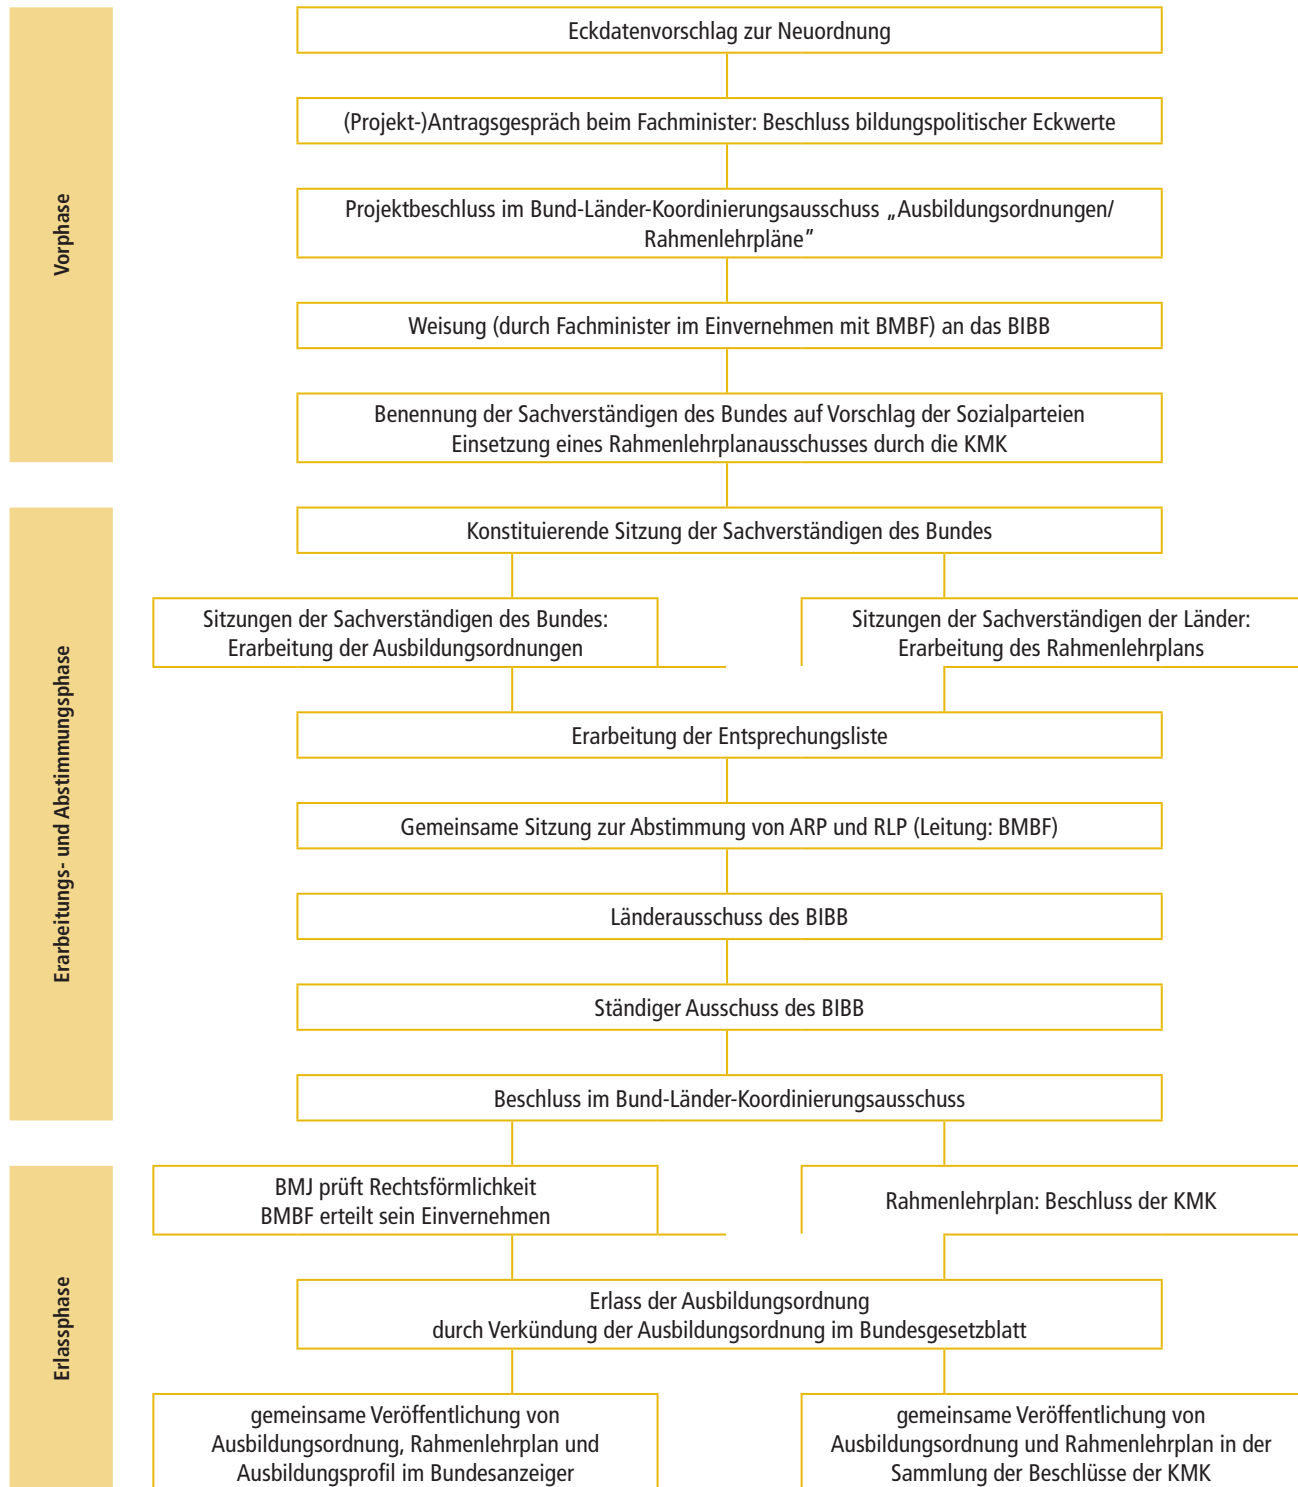 Vorphase
Eckdatenvorschlag zur Neuordnung
(Projekt-)Antragsgespräch beim Fachminister: Beschluss bildungspolitischer Eckwerte
Projektbeschluss im Bund-Länder-Koordinierungsausschuss „Ausbildungsordnungen/
Rahmenlehrpläne“
Weisung (durch Fachminister im Einvernehmen mit BMBF) an das BIBB
Benennung der Sachverständigen des Bundes auf Vorschlag der Sozialparteien
Einsetzung eines Rahmenlehrplanausschusses durch die KMK
Erarbeitungs- und Abstimmungsphase
Konstituierende Sitzung der Sachverständigen des Bundes
Sitzungen der Sachverständigen des Bundes:
Erarbeitung der Ausbildungsordnungen
Sitzungen der Sachverständigen der Länder:
Erarbeitung des Rahmenlehrplans
Erarbeitung der Entsprechungsliste
Gemeinsame Sitzung zur Abstimmung von ARP und RLP (Leitung: BMBF)
Länderausschuss des BIBB
Ständiger Ausschuss des BIBB
Beschluss im Bund-Länder-Koordinierungsausschuss
Erlassphase
BMJ prüft Rechtsförmlichkeit
BMBF erteilt sein Einvernehmen
Rahmenlehrplan: Beschluss der KMK
Erlass der Ausbildungsordnung
durch Verkündung der Ausbildungsordnung im Bundesgesetzblatt
gemeinsame Veröffentlichung von
Ausbildungsordnung, Rahmenlehrplan und
Ausbildungsprofil im Bundesanzeiger
gemeinsame Veröffentlichung von
Ausbildungsordnung und Rahmenlehrplan in der
Sammlung der Beschlüsse der KMK